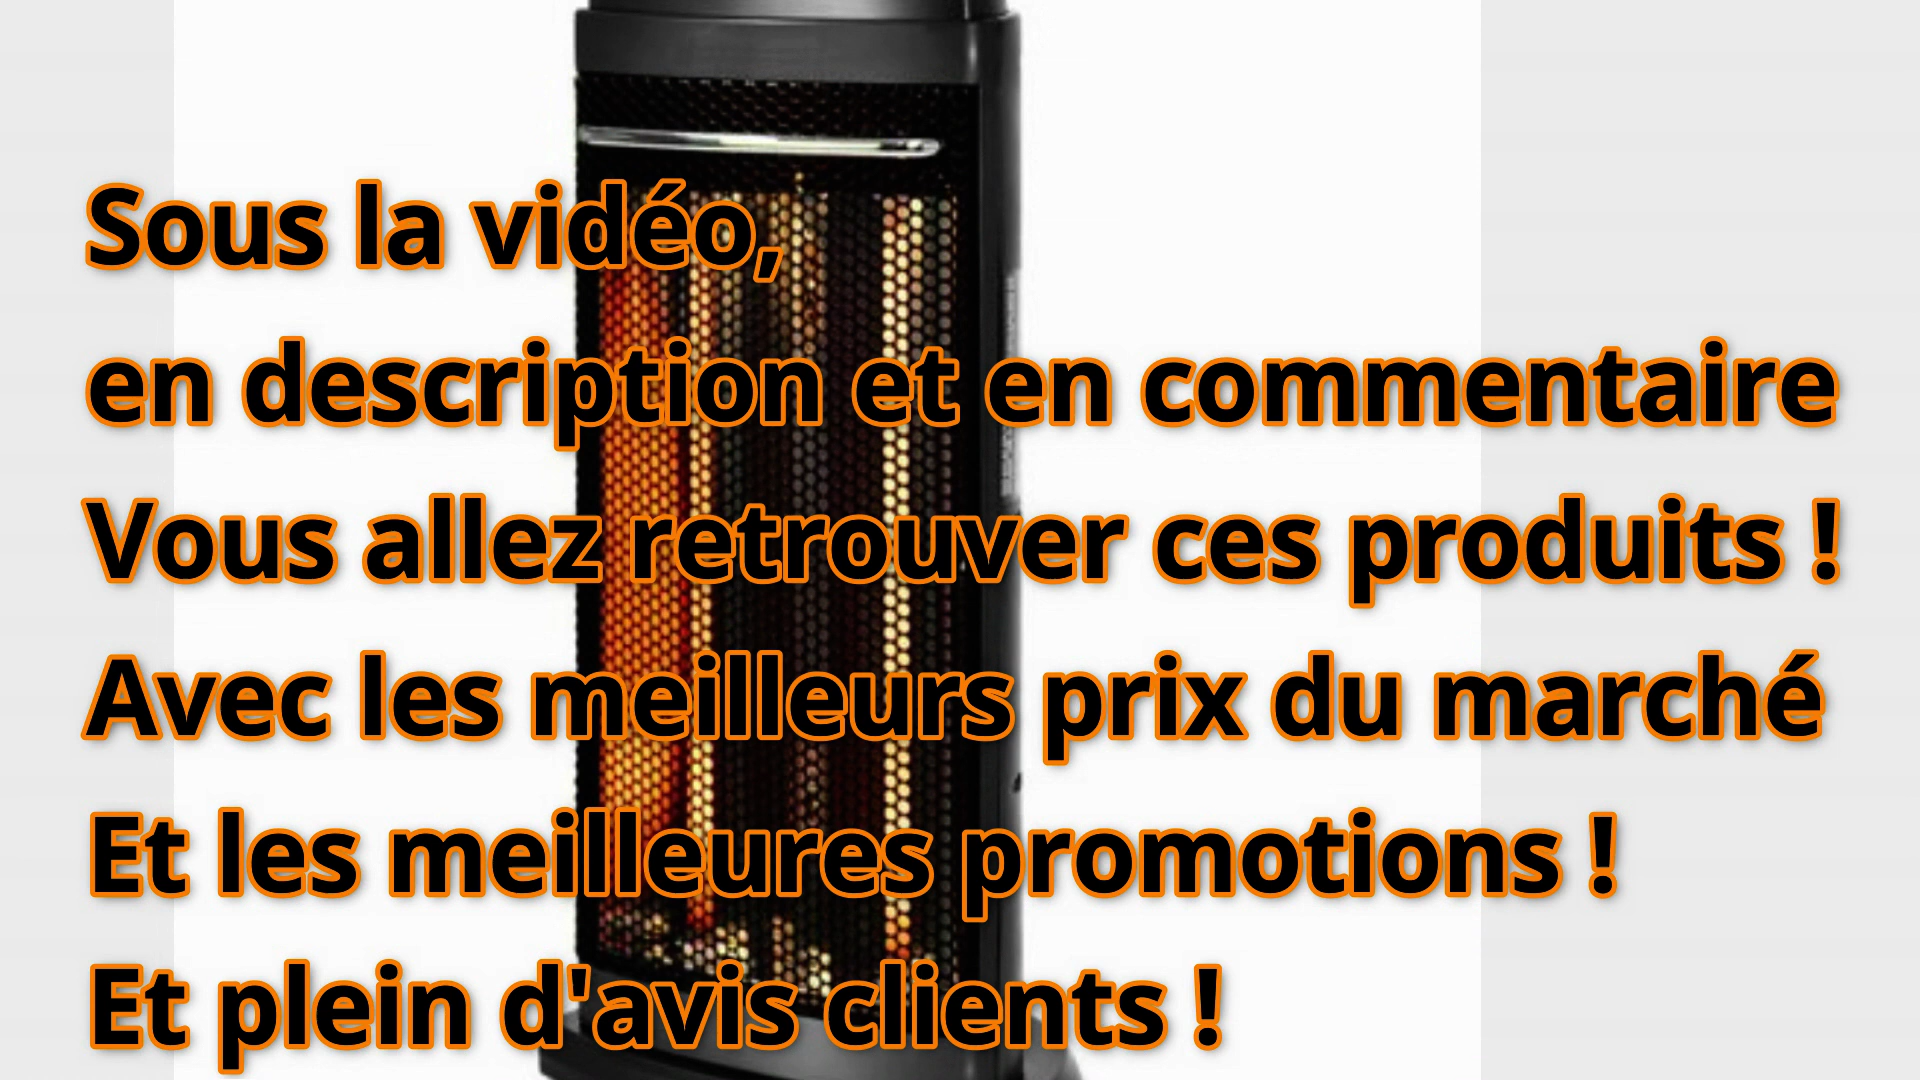 Sous la vidéo,
en description et en commentaire
Vous allez retrouver ces produits !
Avec les meilleurs prix du marché
Et les meilleures promotions !
Et plein d'avis clients !